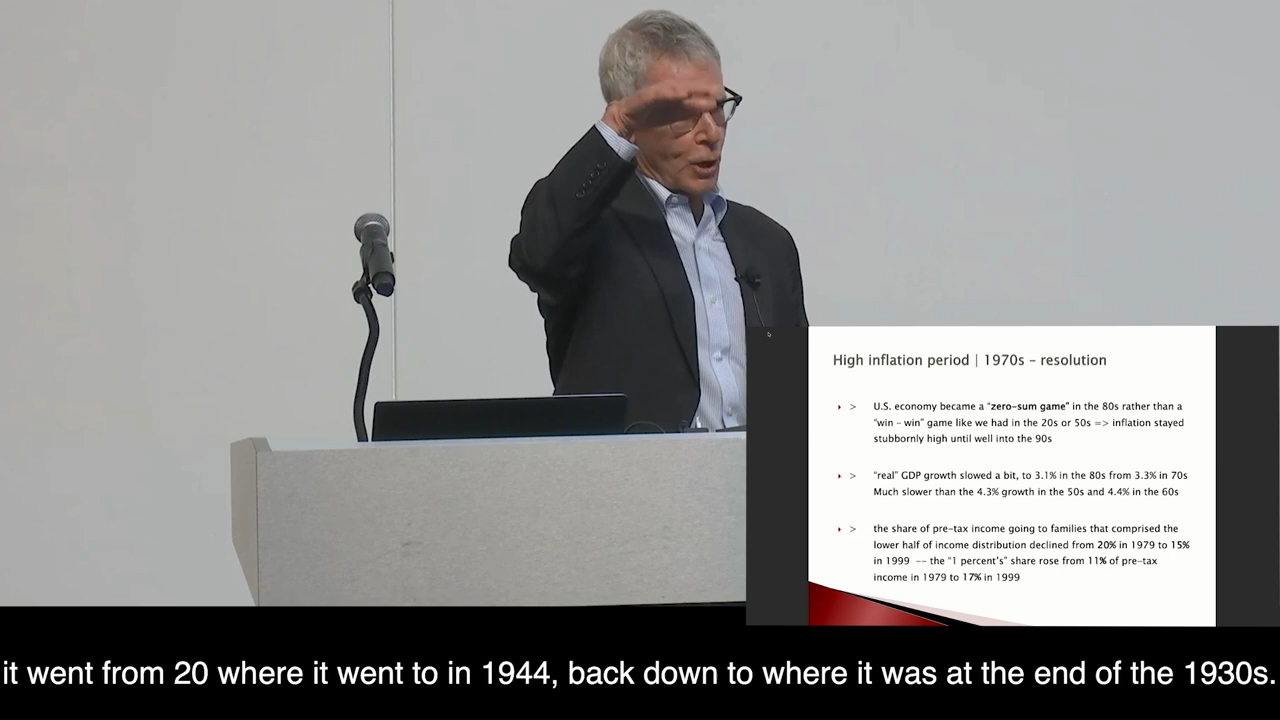 High inflation period | 1970s – resolution
> U.S. economy became a "zero-sum game" in the 80s rather than a
"win – win" game like we had in the 20s or 50s => inflation stayed
stubbornly high until well into the 90s
> "real" GDP growth slowed a bit, to 3.1% in the 80s from 3.3% in 70s
Much slower than the 4.3% growth in the 50s and 4.4% in the 60s
> the share of pre-tax income going to families that comprised the
lower half of income distribution declined from 20% in 1979 to 15%
in 1999 -- the "1 percent's" share rose from 11% of pre-tax
income in 1979 to 17% in 1999
it went from 20 where it went to in 1944, back down to where it was at the end of the 1930s.